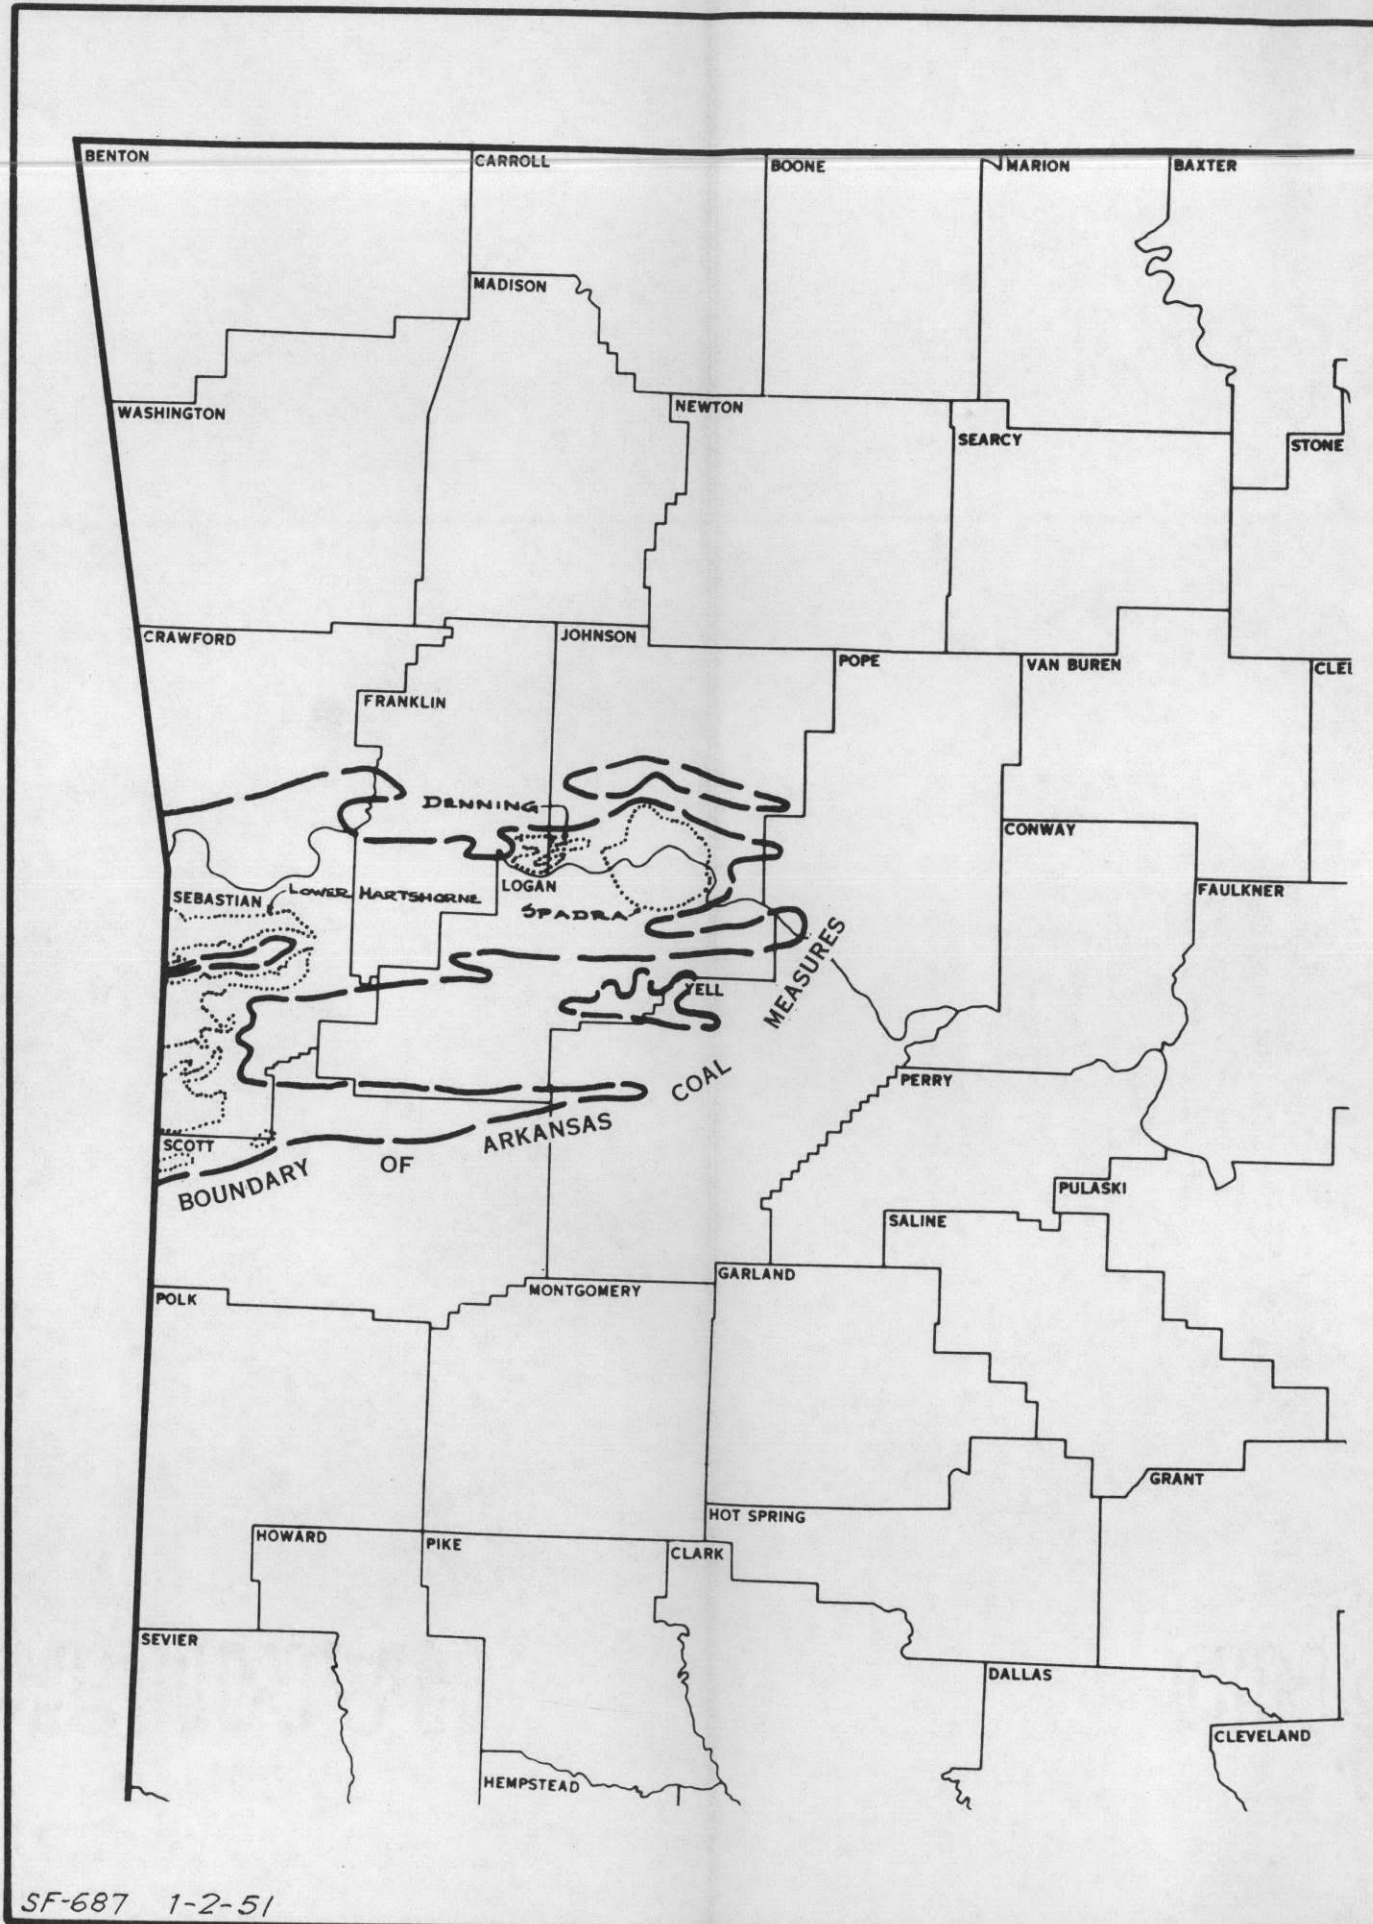 BENTON
CARROLL
BOONE
MARION
BAXTER
MADISON
WASHINGTON
NEWTON
SEARCY
STONE
CRAWFORD
JOHNSON
POPE
VAN BUREN
CLE
FRANKLIN
DENNING
CONWAY
SEBASTIAN
LOWER HARTSHORNE
LOGAN
FAULKNER
SPADRA
YELL
PERRY
SCOTT
BOUNDARY OF ARKANSAS COAL MEASURES
PULASKI
SALINE
GARLAND
MONTGOMERY
POLK
GRANT
HOT SPRING
HOWARD
PIKE
CLARK
SEVIER
DALLAS
CLEVELAND
HEMPSTEAD
SF-687 1-2-51